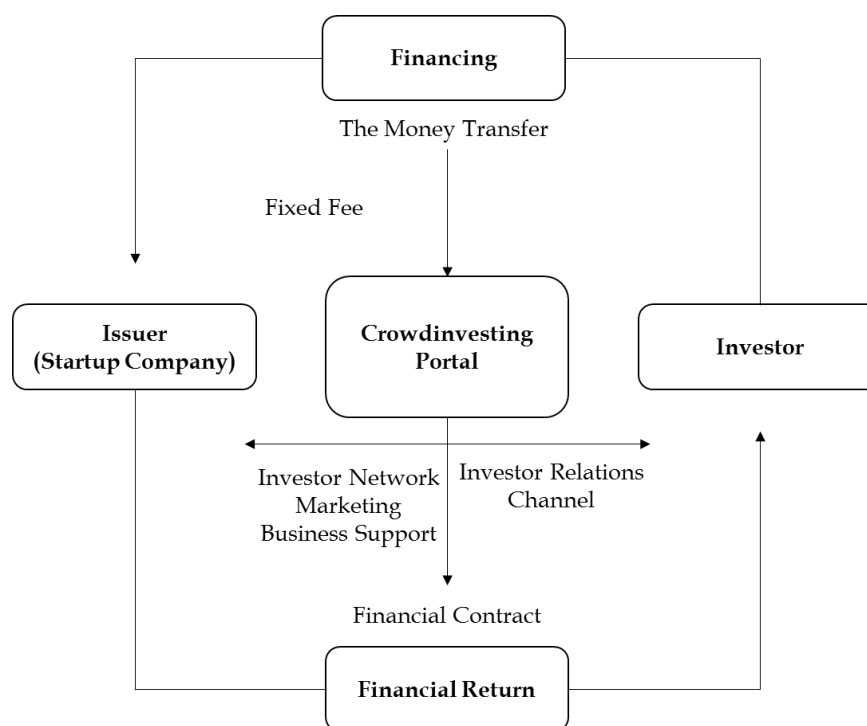 Financing
The Money Transfer
Fixed Fee
Issuer
(Startup Company)
Crowdinvesting
Portal
Investor
Investor Network
Marketing
Business Support
Investor Relations
Channel
Financial Contract
Financial Return